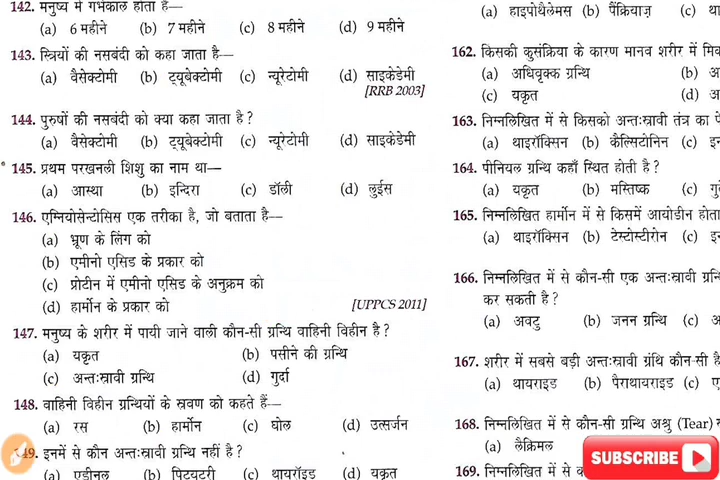 142. मनुष्य में गर्भकाल होता है—
(a) 6 महीने (b) 7 महीने (c) 8 महीने (d) 9 महीने
143. स्त्रियों की नसबंदी को कहा जाता है—
(a) वैसेक्टोमी (b) ट्यूबेक्टोमी (c) न्यूरेटोमी (d) साइकेडेमी
[RRB 2003]
144. पुरुषों की नसबंदी को क्या कहा जाता है ?
(a) वैसेक्टोमी (b) ट्यूबेक्टोमी (c) न्यूरेटोमी (d) साइकेडेमी
145. प्रथम परखनली शिशु का नाम था—
(a) आस्था (b) इन्दिरा (c) डॉली (d) लुईस
146. एम्नियोसेन्टोसिस एक तरीका है, जो बताता है—
(a) भ्रूण के लिंग को
(b) एमीनो एसिड के प्रकार को
(c) प्रोटीन में एमीनो एसिड के अनुक्रम को
(d) हार्मोन के प्रकार को [UPPCS 2011]
147. मनुष्य के शरीर में पायी जाने वाली कौन-सी ग्रन्थि वाहिनी विहीन है ?
(a) यकृत (b) पसीने की ग्रन्थि
(c) अन्तःस्रावी ग्रन्थि (d) गुर्दा
148. वाहिनी विहीन ग्रन्थियों के स्रवण को कहते हैं—
(a) रस (b) हार्मोन (c) घोल (d) उत्सर्जन
149. इनमें से कौन अन्तःस्रावी ग्रन्थि नहीं है ?
(a) एड्रीनल (b) पिट्यूटरी (c) थायरॉइड (d) यकृत
(a) हाइपोथैलेमस (b) पैंक्रियाज़ (c)
162. किसकी कुसंक्रिया के कारण मानव शरीर में
(a) अधिवृक्क ग्रन्थि (b)
(c) यकृत (d)
163. निम्नलिखित में से किसको अन्तःस्रावी तंत्र का
(a) थाइरॉक्सिन (b) कैल्सिटोनिन (c)
164. पीनियल ग्रन्थि कहाँ स्थित होती है ?
(a) यकृत (b) मस्तिष्क (c)
165. निम्नलिखित हार्मोन में से किसमें आयोडीन होता
(a) थाइरॉक्सिन (b) टेस्टोस्टीरोन (c)
166. निम्नलिखित में से कौन-सी एक अन्तःस्रावी
कर सकती है ?
(a) अवटु (b) जनन ग्रन्थि (c)
167. शरीर में सबसे बड़ी अन्तःस्रावी ग्रंथि कौन-सी है
(a) थायराइड (b) पैराथायराइड (c)
168. निम्नलिखित में से कौन-सी ग्रन्थि अश्रु (Tear)
(a) लैक्रिमल
169. निम्नलिखित में से
SUBSCRIBE